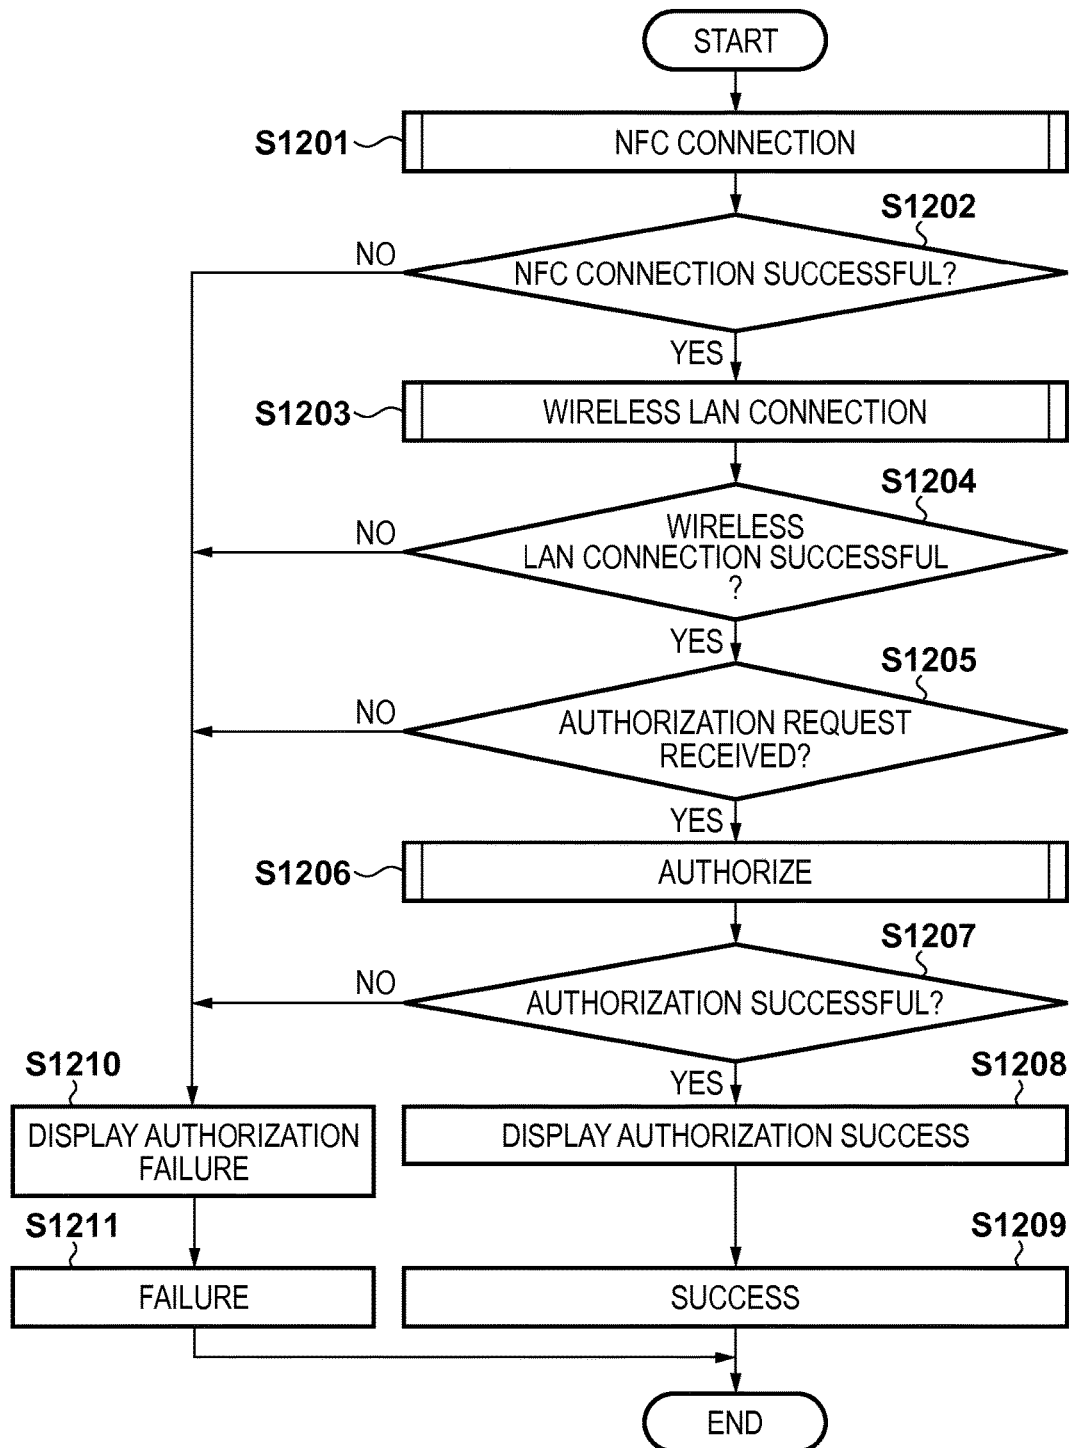 START
S1201
NFC CONNECTION
S1202
NO
NFC CONNECTION SUCCESSFUL?
YES
S1203
WIRELESS LAN CONNECTION
S1204
NO
WIRELESS
LAN CONNECTION SUCCESSFUL
?
YES
S1205
NO
AUTHORIZATION REQUEST
RECEIVED?
YES
S1206
AUTHORIZE
S1207
NO
AUTHORIZATION SUCCESSFUL?
YES
S1210
S1208
DISPLAY AUTHORIZATION
FAILURE
DISPLAY AUTHORIZATION SUCCESS
S1211
S1209
FAILURE
SUCCESS
END